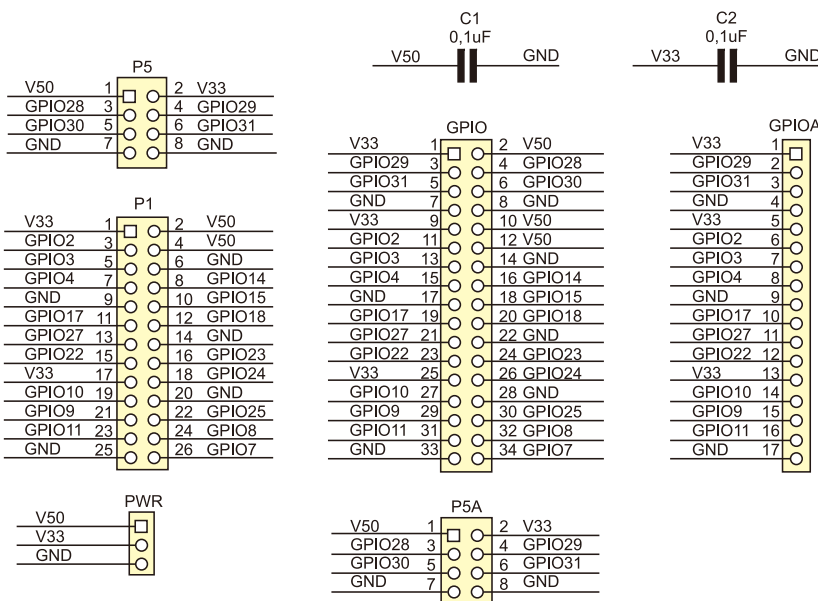 C1
0,1uF
V50 GND
C2
0,1uF
V33 GND
P5
V50 1 2 V33
GPIO28 3 4 GPIO29
GPIO30 5 6 GPIO31
GND 7 8 GND
P1
V33 1 2 V50
GPIO2 3 4 V50
GPIO3 5 6 GND
GPIO4 7 8 GPIO14
GND 9 10 GPIO15
GPIO17 11 12 GPIO18
GPIO27 13 14 GND
GPIO22 15 16 GPIO23
V33 17 18 GPIO24
GPIO10 19 20 GND
GPIO9 21 22 GPIO25
GPIO11 23 24 GPIO8
GND 25 26 GPIO7
PWR
V50
V33
GND
GPIO
V33 1 2 V50
GPIO29 3 4 GPIO28
GPIO31 5 6 GPIO30
GND 7 8 GND
V33 9 10 V50
GPIO2 11 12 V50
GPIO3 13 14 GND
GPIO4 15 16 GPIO14
GND 17 18 GPIO15
GPIO17 19 20 GPIO18
GPIO27 21 22 GND
GPIO22 23 24 GPIO23
V33 25 26 GPIO24
GPIO10 27 28 GND
GPIO9 29 30 GPIO25
GPIO11 31 32 GPIO8
GND 33 34 GPIO7
P5A
V50 1 2 V33
GPIO28 3 4 GPIO29
GPIO30 5 6 GPIO31
GND 7 8 GND
GPIOA
V33 1
GPIO29 2
GPIO31 3
GND 4
V33 5
GPIO2 6
GPIO3 7
GPIO4 8
GND 9
GPIO17 10
GPIO27 11
GPIO22 12
V33 13
GPIO10 14
GPIO9 15
GPIO11 16
GND 17